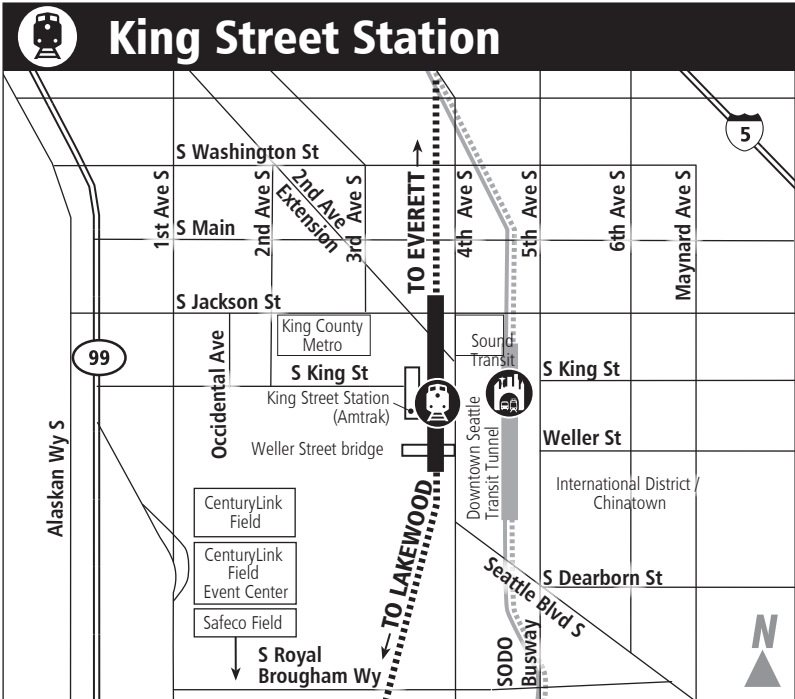 King Street Station
5
S Washington St
1st Ave S
2nd Ave S
2nd Ave
Extension
3rd Ave S
TO EVERETT
4th Ave S
5th Ave S
6th Ave S
Maynard Ave S
S Main
S Jackson St
King County
Metro
Sound
Transit
99
Occidental Ave
S King St
S King St
King Street Station
(Amtrak)
Weller Street bridge
Downtown Seattle
Transit Tunnel
Weller St
Alaskan Wy S
International District /
Chinatown
CenturyLink
Field
CenturyLink
Field
Event Center
Safeco Field
TO LAKEWOOD
S Dearborn St
Seattle Blvd S
S Royal
Brougham Wy
SODO
Busway
N